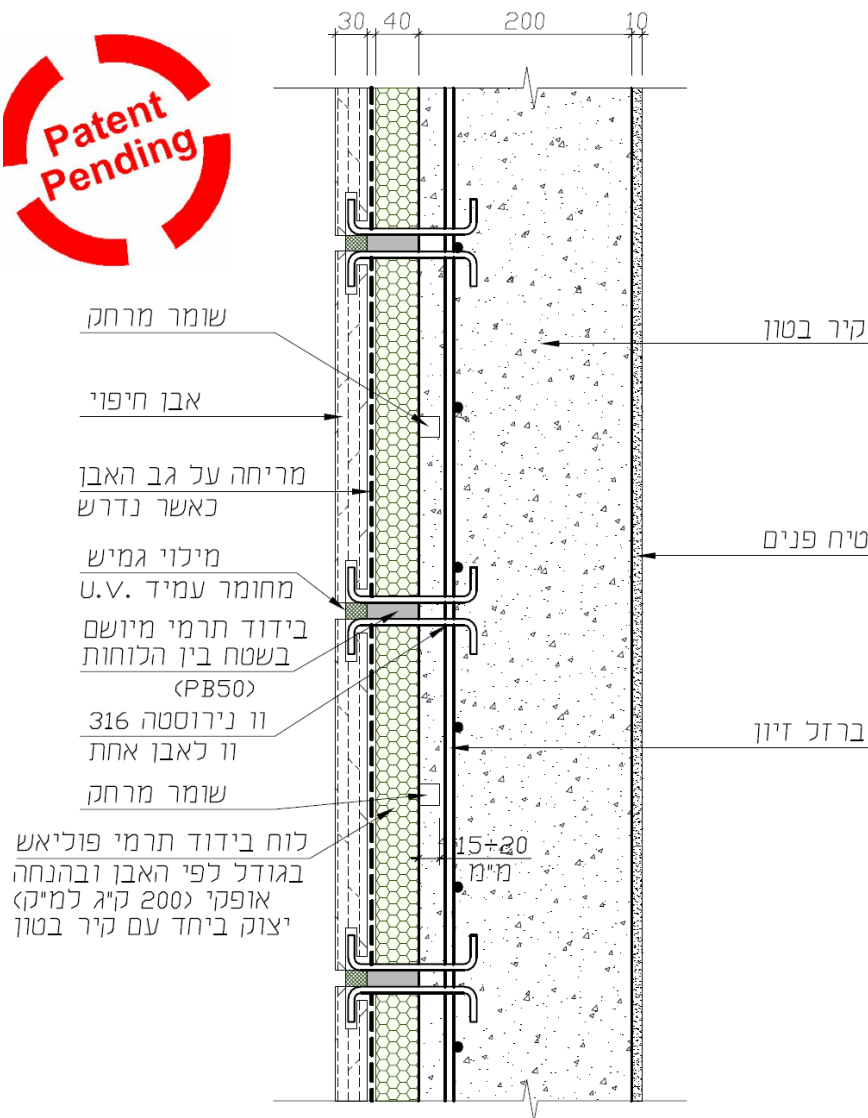 30 40 200 10
Patent
Pending
שומר מרחק
אבן חיפוי
מריחה על גב האבן
כאשר נדרש
מילוי גמיש
מחומר עמיד .U.V
בידוד תרמי מיושם
בשטח בין הלוחות
(PB50)
וו נירוסטה 316
וו לאבן אחת
שומר מרחק
לוח בידוד תרמי פוליאש
בגודל לפי האבן ובהנחה
אופקי (200 ק"ג למ"ק)
יצוק ביחד עם קיר בטון
15÷20
מ"מ
קיר בטון
טיח פנים
ברזל זיון